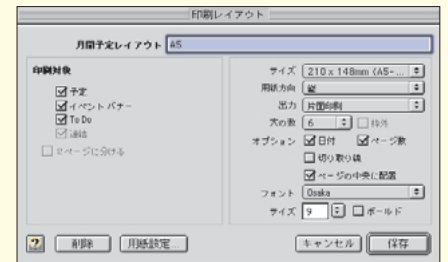 印刷レイアウト
月間予定レイアウト A5
印刷対象
予定
イベント バナー
To Do
連結
2ページに分ける
サイズ 210 x 148mm (A5-...
用紙方向 縦
出力 片面印刷
穴の数 6 枠外
オプション 日付 ページ数
切り取り線
ページの中央に配置
フォント Osaka
サイズ 9 ボールド
? 削除 用紙設定... キャンセル 保存